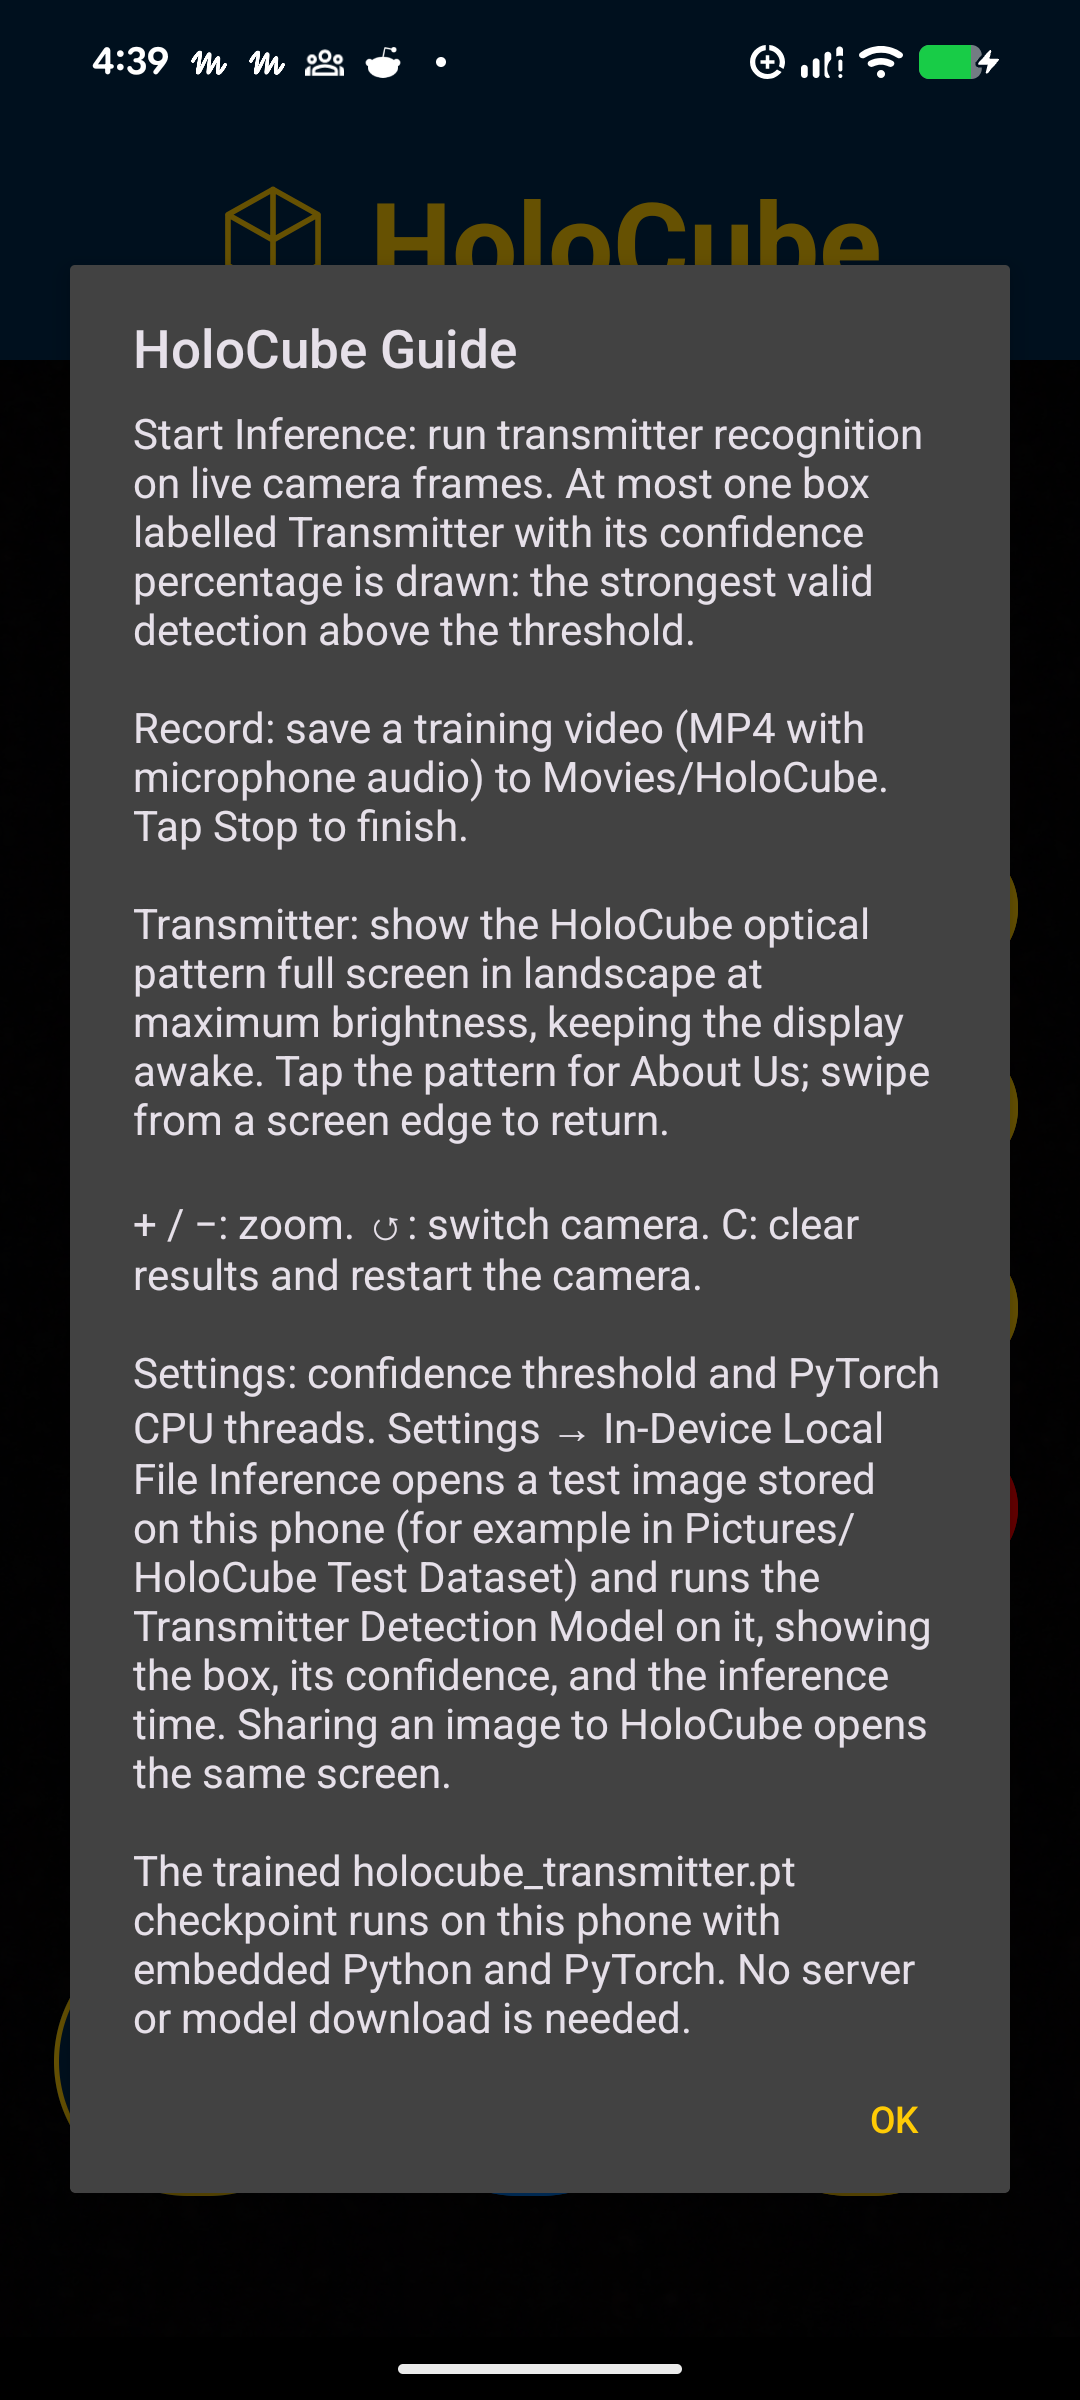 4:39
HoloCube
HoloCube Guide
Start Inference: run transmitter recognition
on live camera frames. At most one box
labelled Transmitter with its confidence
percentage is drawn: the strongest valid
detection above the threshold.
Record: save a training video (MP4 with
microphone audio) to Movies/HoloCube.
Tap Stop to finish.
Transmitter: show the HoloCube optical
pattern full screen in landscape at
maximum brightness, keeping the display
awake. Tap the pattern for About Us; swipe
from a screen edge to return.
+ / −: zoom. ↺: switch camera. C: clear
results and restart the camera.
Settings: confidence threshold and PyTorch
CPU threads. Settings → In-Device Local
File Inference opens a test image stored
on this phone (for example in Pictures/
HoloCube Test Dataset) and runs the
Transmitter Detection Model on it, showing
the box, its confidence, and the inference
time. Sharing an image to HoloCube opens
the same screen.
The trained holocube_transmitter.pt
checkpoint runs on this phone with
embedded Python and PyTorch. No server
or model download is needed.
OK